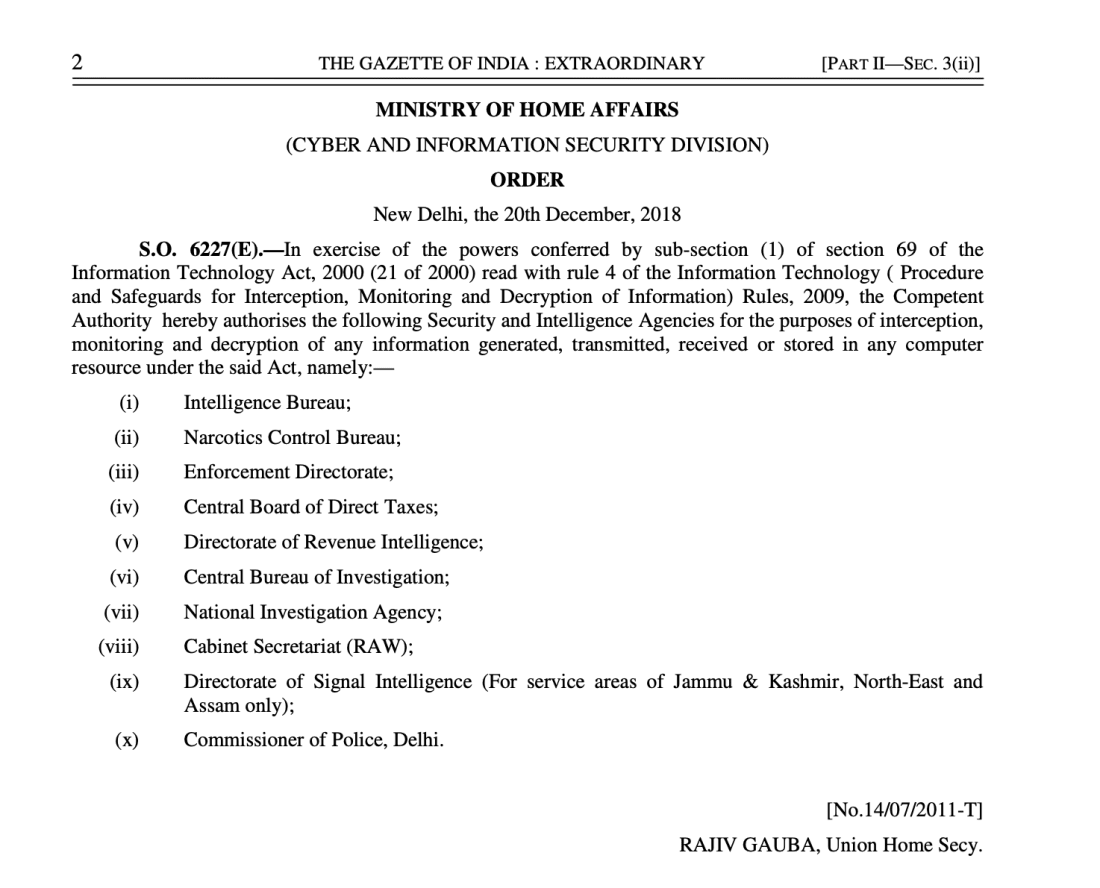 2 THE GAZETTE OF INDIA : EXTRAORDINARY [PART II—SEC. 3(ii)]
MINISTRY OF HOME AFFAIRS
(CYBER AND INFORMATION SECURITY DIVISION)
ORDER
New Delhi, the 20th December, 2018
S.O. 6227(E).—In exercise of the powers conferred by sub-section (1) of section 69 of the
Information Technology Act, 2000 (21 of 2000) read with rule 4 of the Information Technology ( Procedure
and Safeguards for Interception, Monitoring and Decryption of Information) Rules, 2009, the Competent
Authority hereby authorises the following Security and Intelligence Agencies for the purposes of interception,
monitoring and decryption of any information generated, transmitted, received or stored in any computer
resource under the said Act, namely:—
(i) Intelligence Bureau;
(ii) Narcotics Control Bureau;
(iii) Enforcement Directorate;
(iv) Central Board of Direct Taxes;
(v) Directorate of Revenue Intelligence;
(vi) Central Bureau of Investigation;
(vii) National Investigation Agency;
(viii) Cabinet Secretariat (RAW);
(ix) Directorate of Signal Intelligence (For service areas of Jammu & Kashmir, North-East and
Assam only);
(x) Commissioner of Police, Delhi.
[No.14/07/2011-T]
RAJIV GAUBA, Union Home Secy.